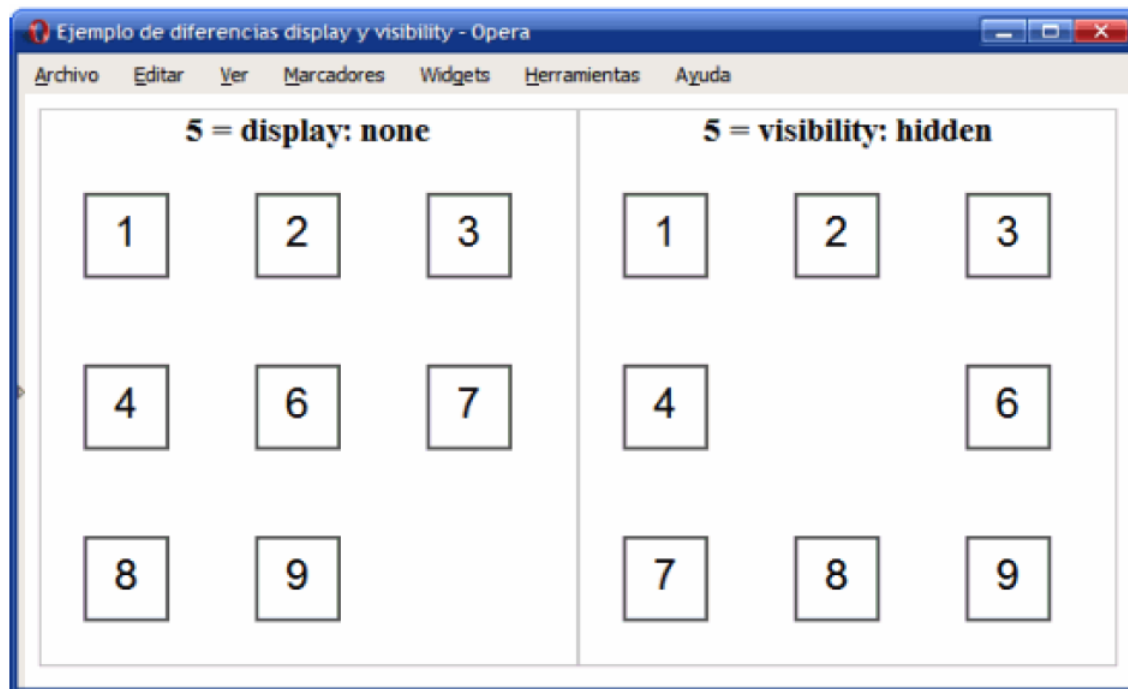 Ejemplo de diferencias display y visibility - Opera
Archivo Editar Ver Marcadores Widgets Herramientas Ayuda
5 = display: none
1 2 3
4 6 7
8 9
5 = visibility: hidden
1 2 3
4 6
7 8 9